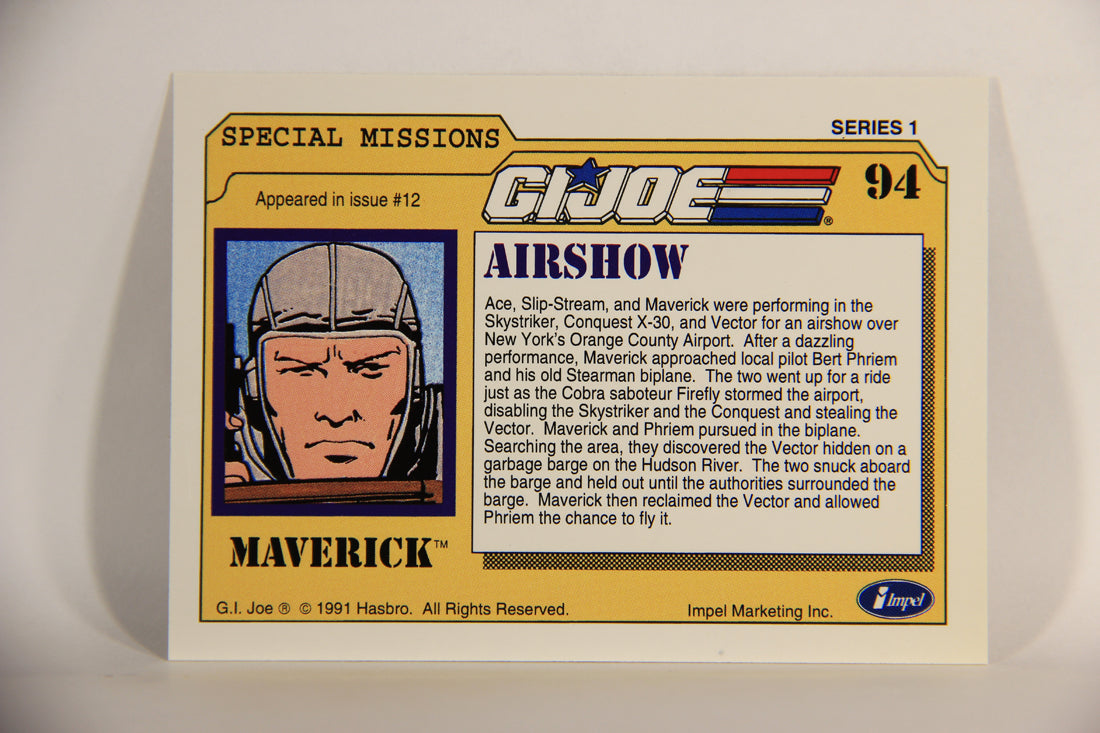 SPECIAL MISSIONS
SERIES 1
Appeared in issue #12
G.I. JOE ®
94
AIRSHOW
Ace, Slip-Stream, and Maverick were performing in the
Skystriker, Conquest X-30, and Vector for an airshow over
New York's Orange County Airport. After a dazzling
performance, Maverick approached local pilot Bert Phriem
and his old Stearman biplane. The two went up for a ride
just as the Cobra saboteur Firefly stormed the airport,
disabling the Skystriker and the Conquest and stealing the
Vector. Maverick and Phriem pursued in the biplane.
Searching the area, they discovered the Vector hidden on a
garbage barge on the Hudson River. The two snuck aboard
the barge and held out until the authorities surrounded the
barge. Maverick then reclaimed the Vector and allowed
Phriem the chance to fly it.
MAVERICK™
G.I. Joe ® © 1991 Hasbro. All Rights Reserved.
Impel Marketing Inc.
Impel